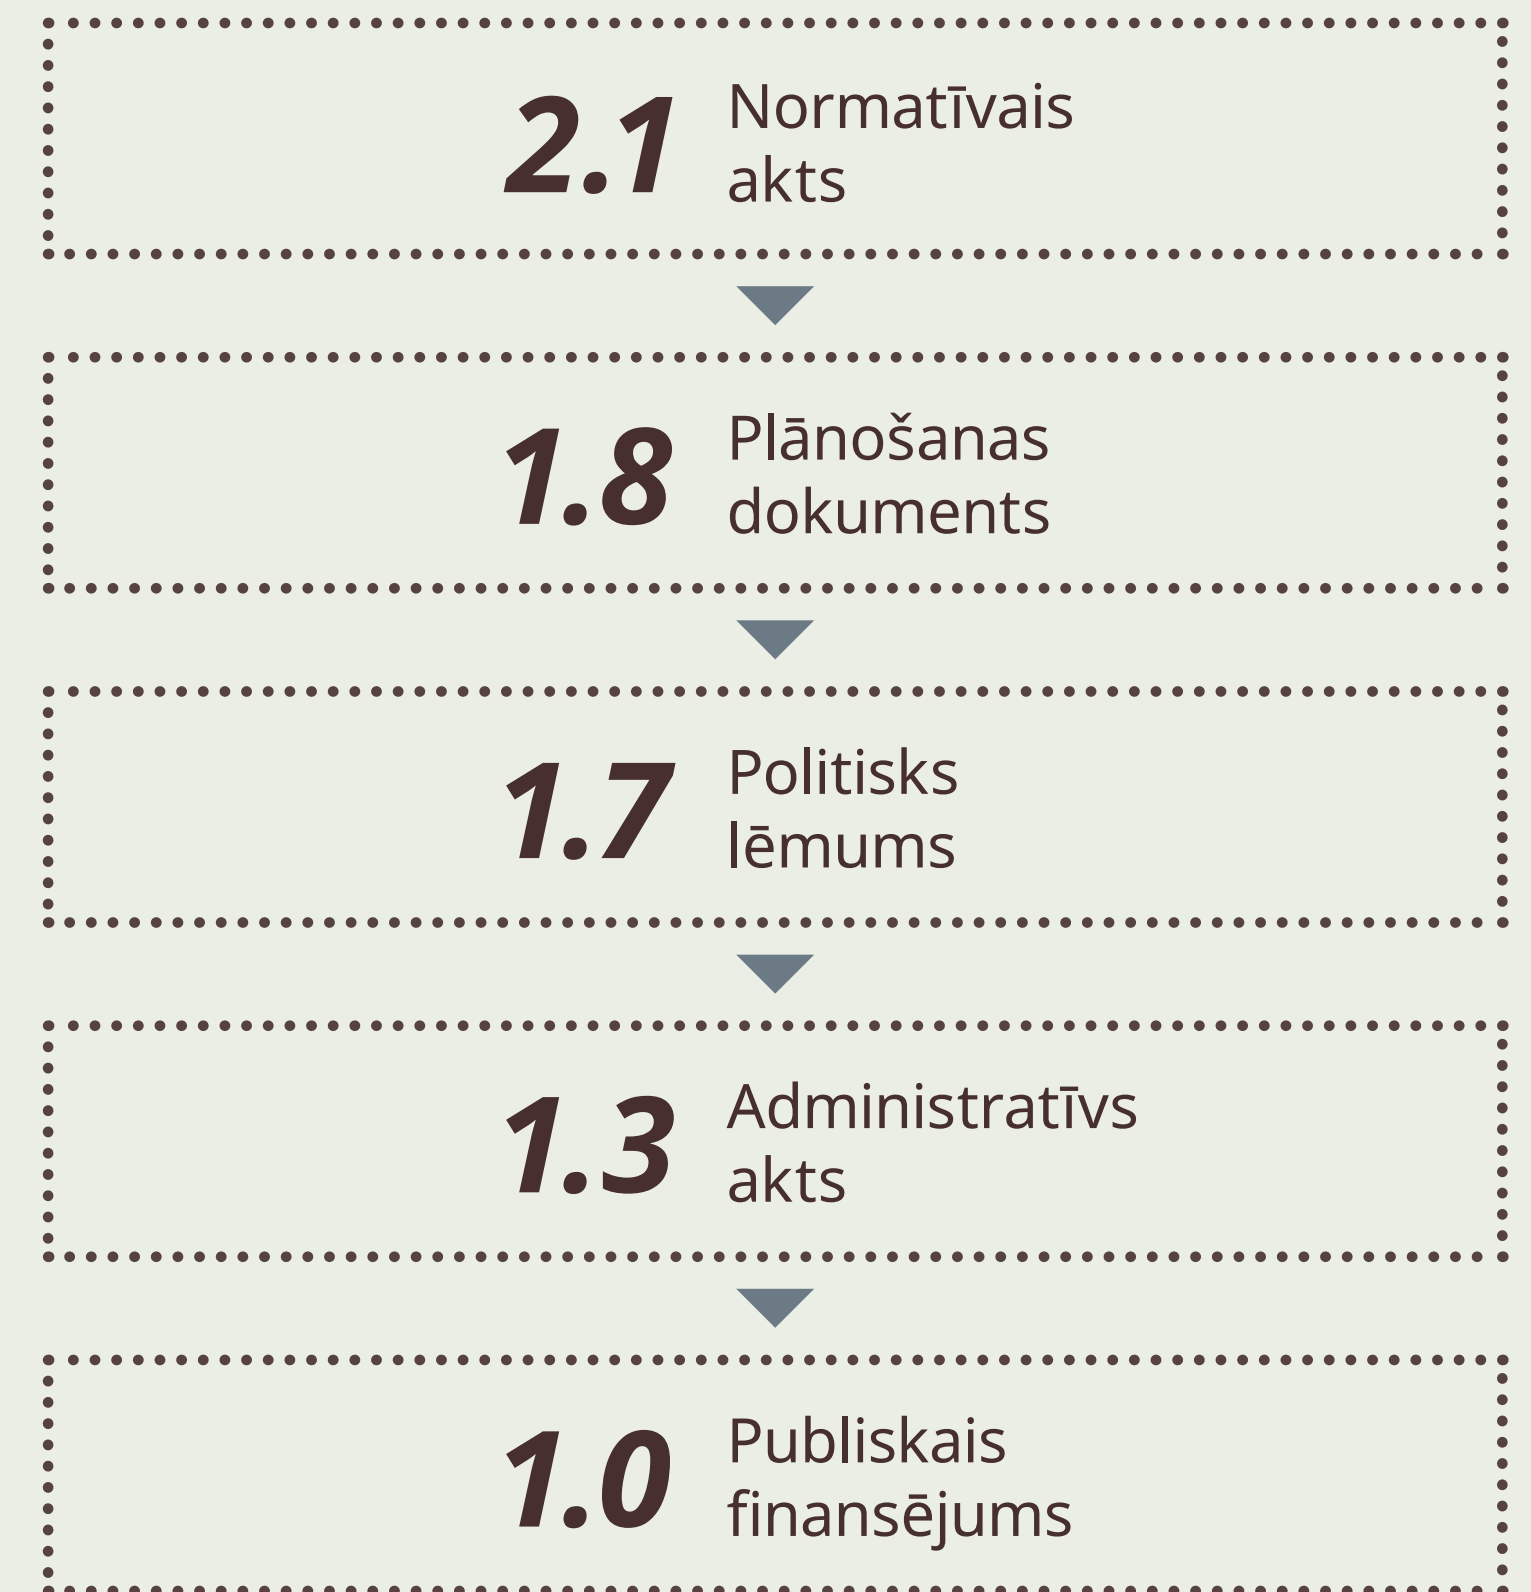 2.1
Normatīvais
akts
1.8
Plānošanas
dokuments
1.7
Politisks
lēmums
1.3
Administratīvs
akts
1.0
Publiskais
finansējums